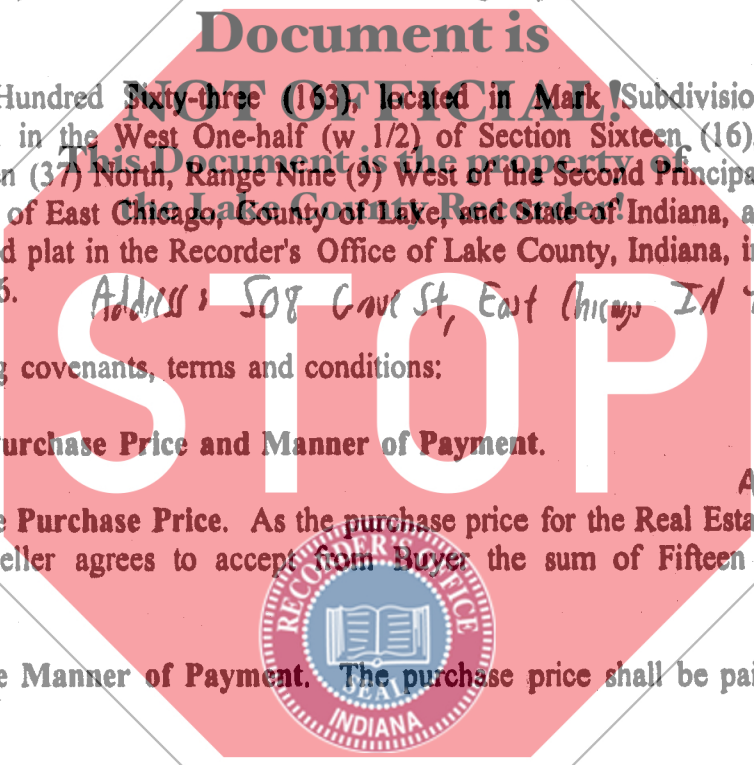 Document is
NOT OFFICIAL!
Hundred Sixty-three (163), located in Mark Subdivisio
in the West One-half (w 1/2) of Section Sixteen (16)
This Document is the property of
n (37) North, Range Nine (9) West of the Second Principa
the Lake County Recorder!
of East Chicago, County of Lake, and State of Indiana, a
d plat in the Recorder's Office of Lake County, Indiana, i
6. Address: 508 St, East Chicago IN
STOP
g covenants, terms and conditions:
urchase Price and Manner of Payment.
A
e Purchase Price. As the purchase price for the Real Esta
eller agrees to accept from Buyer the sum of Fifteen
RECORDER'S OFFICE
SEAL
INDIANA
e Manner of Payment. The purchase price shall be pai